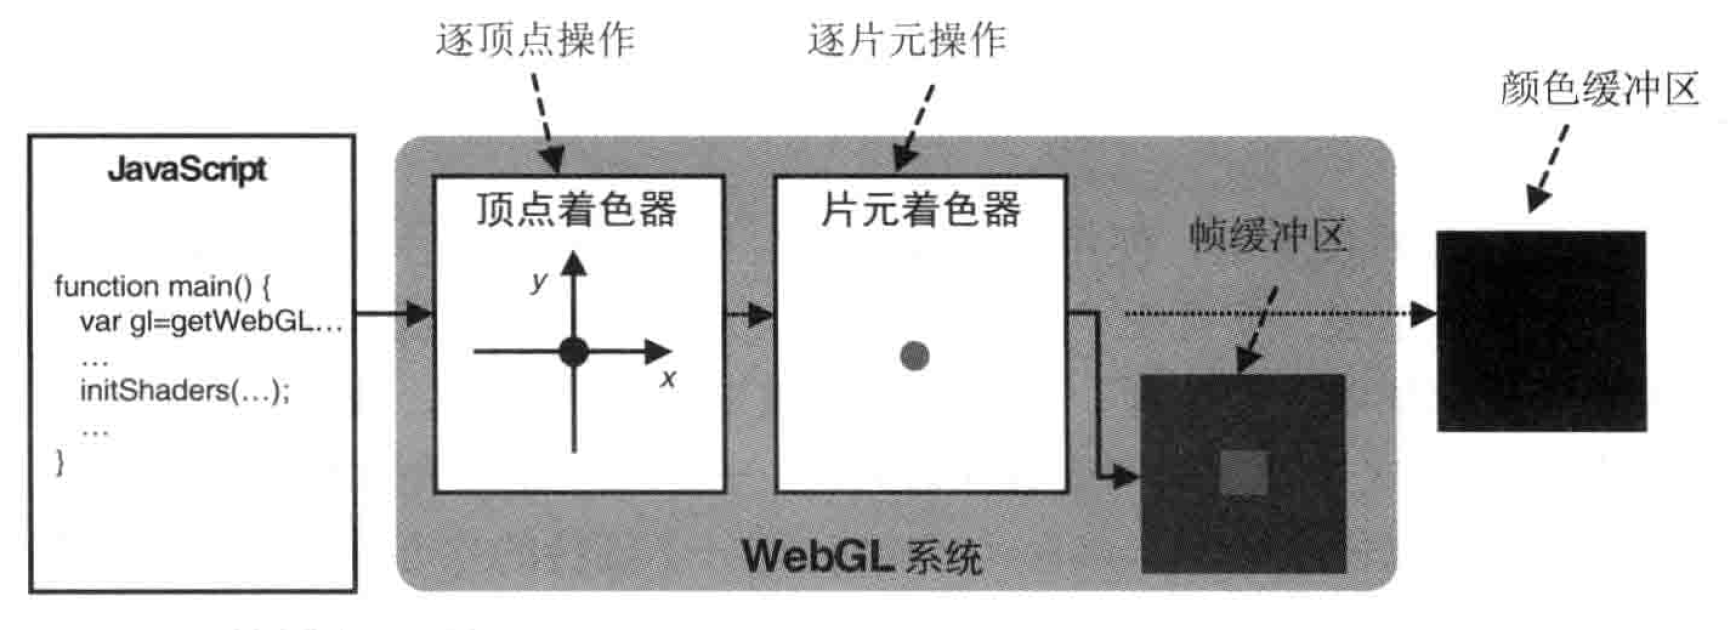 逐顶点操作
逐片元操作
颜色缓冲区
JavaScript
function main() {
var gl=getWebGL…
…
initShaders(…);
…
}
顶点着色器
y
x
片元着色器
帧缓冲区
WebGL 系统